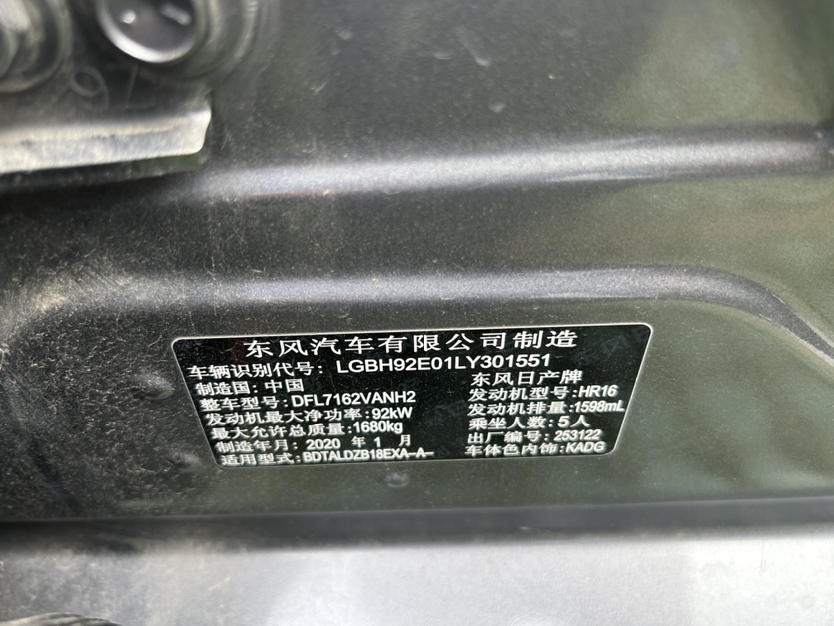 东风汽车有限公司制造
车辆识别代号: LGBH92E01LY301551
制造国: 中国 东风日产牌
整车型号:DFL7162VANH2 发动机型号:HR16
发动机最大净功率:92kW 发动机排量:1598mL
最大允许总质量:1680kg 乘坐人数:5人
制造年月: 2020 年 1 月 出厂编号: 253122
适用型式:BDTALDZB18EXA-A- 车体色内饰:KADG